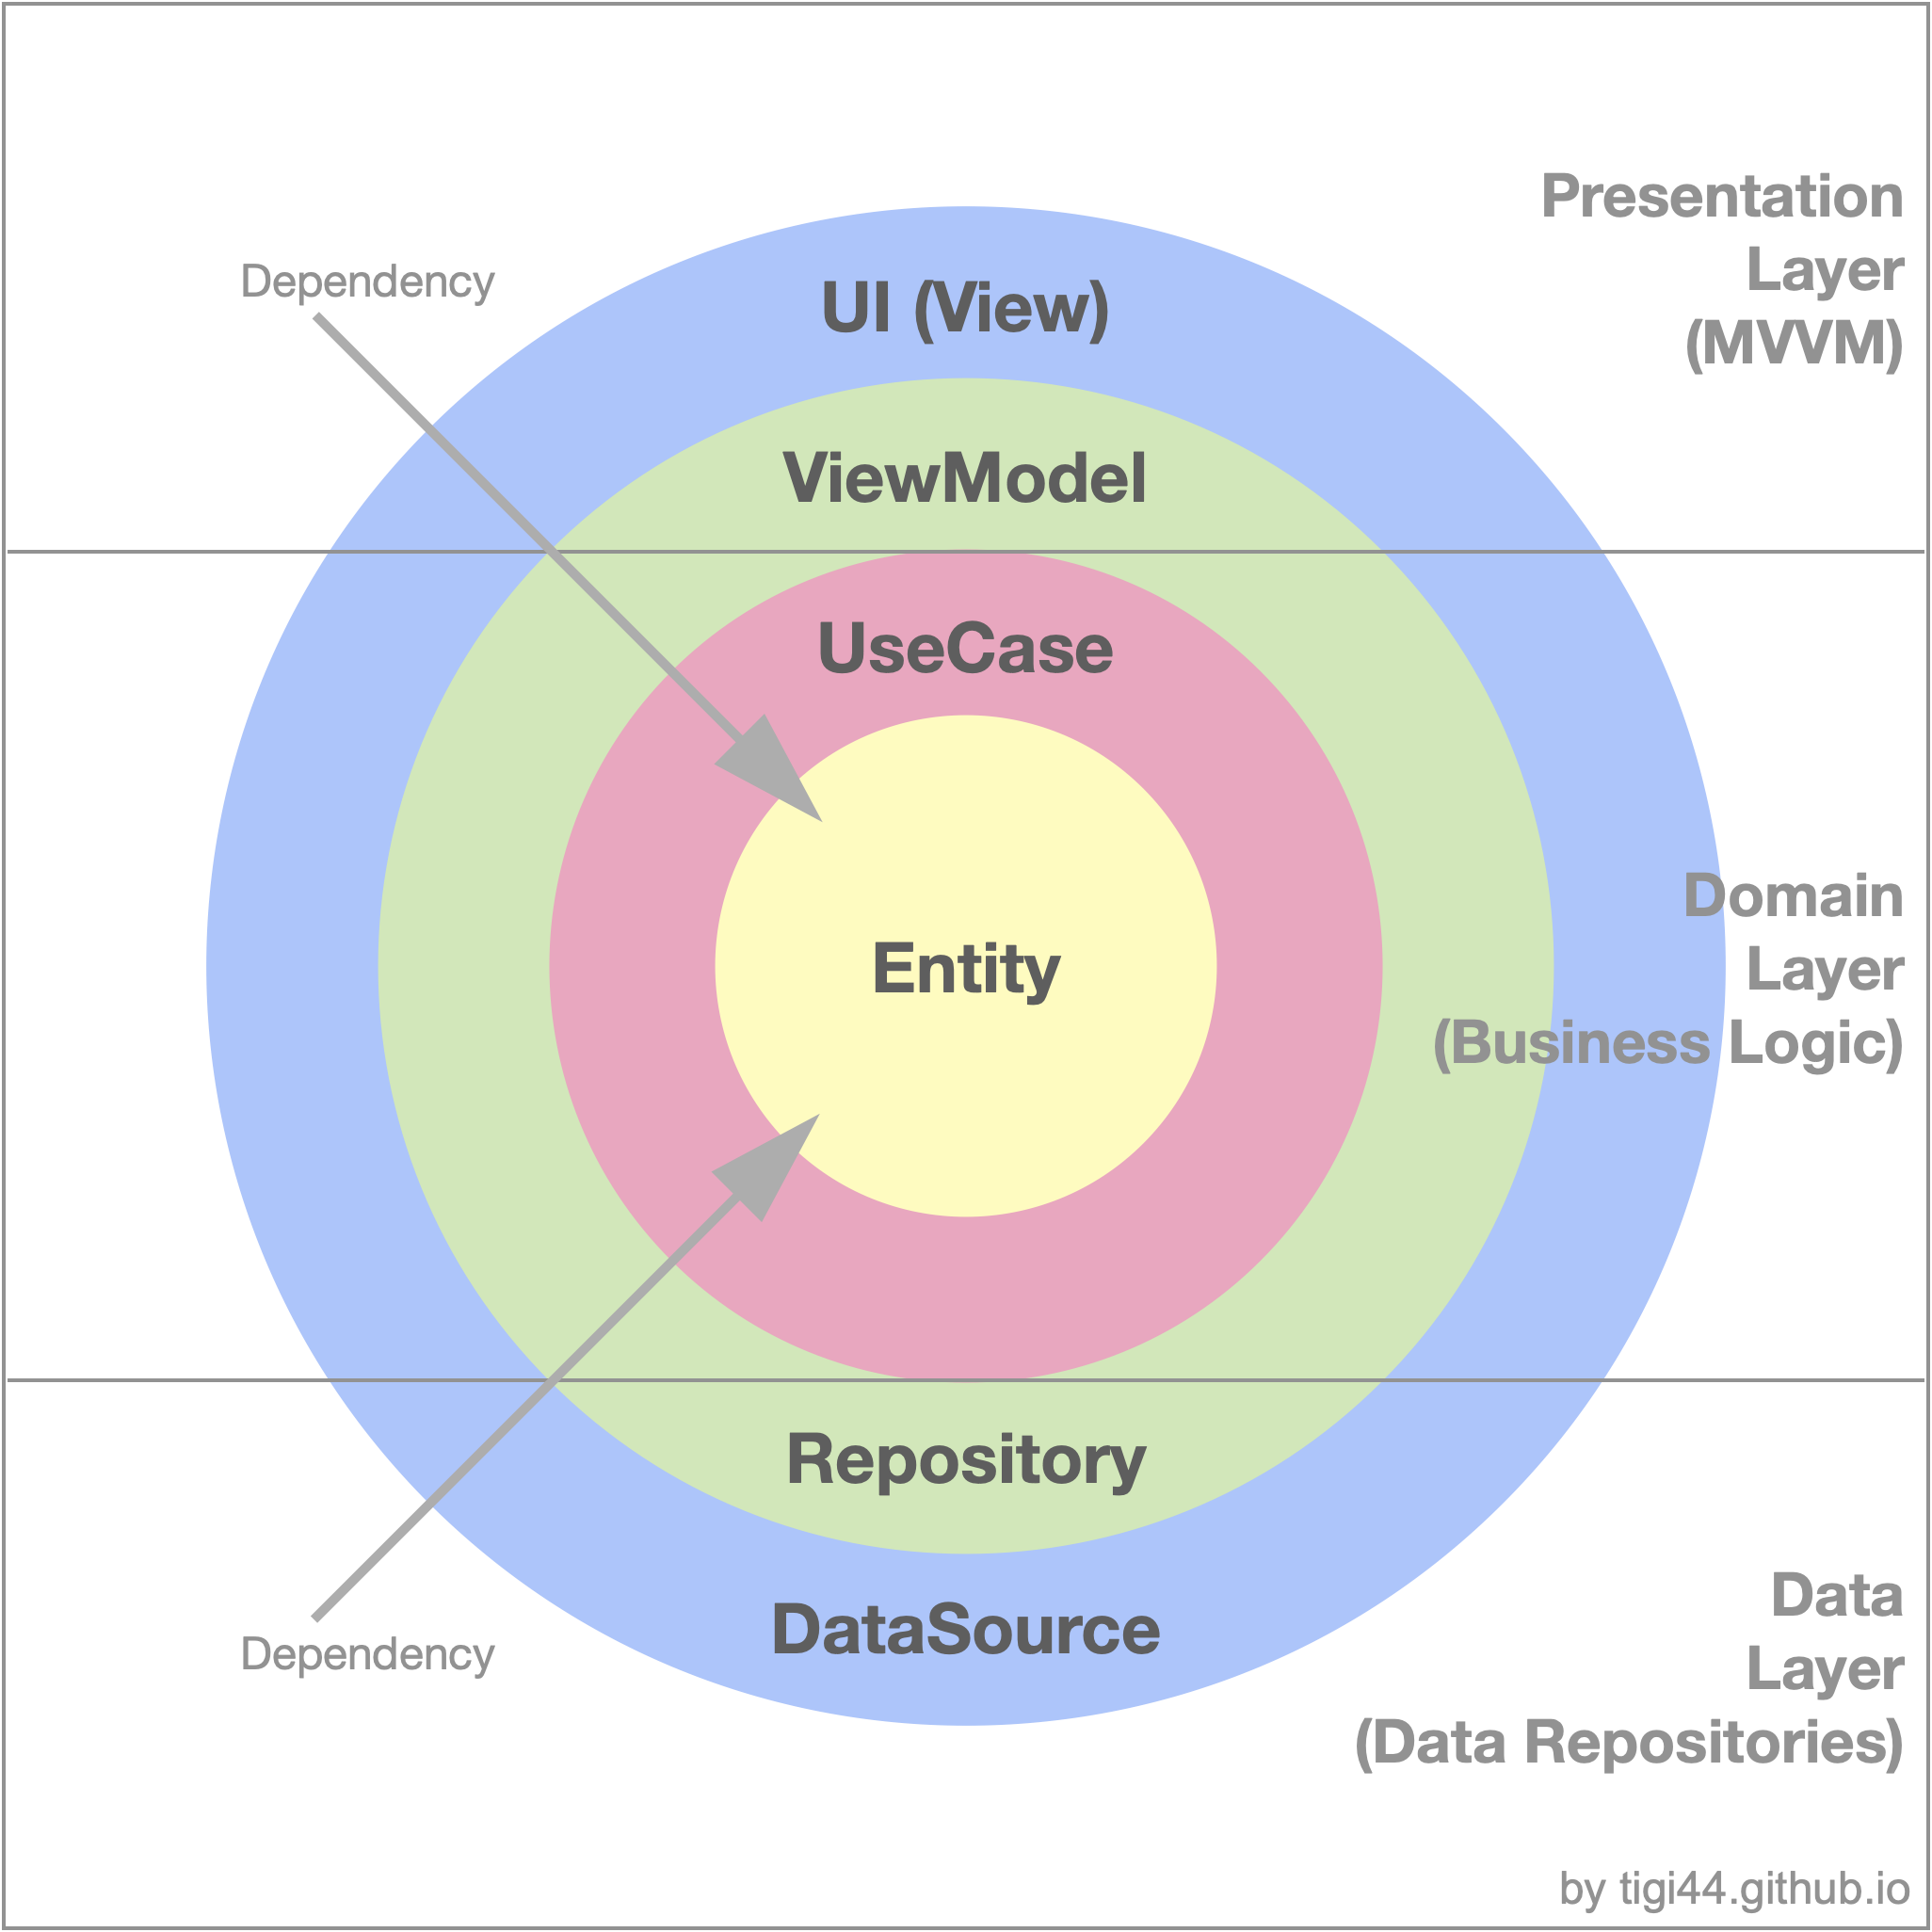 Presentation
Layer
(MVVM)
Dependency
UI (View)
ViewModel
UseCase
Domain
Layer
(Business Logic)
Entity
Repository
DataSource
Dependency
Data
Layer
(Data Repositories)
by tigi44.github.io